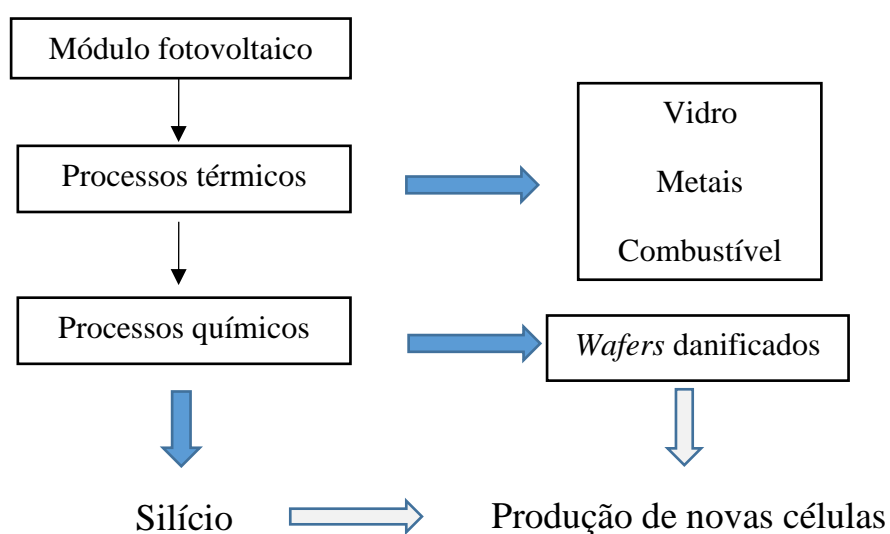 Módulo fotovoltaico
Processos térmicos
Vidro
Metais
Combustível
Processos químicos
Wafers danificados
Silício
Produção de novas células